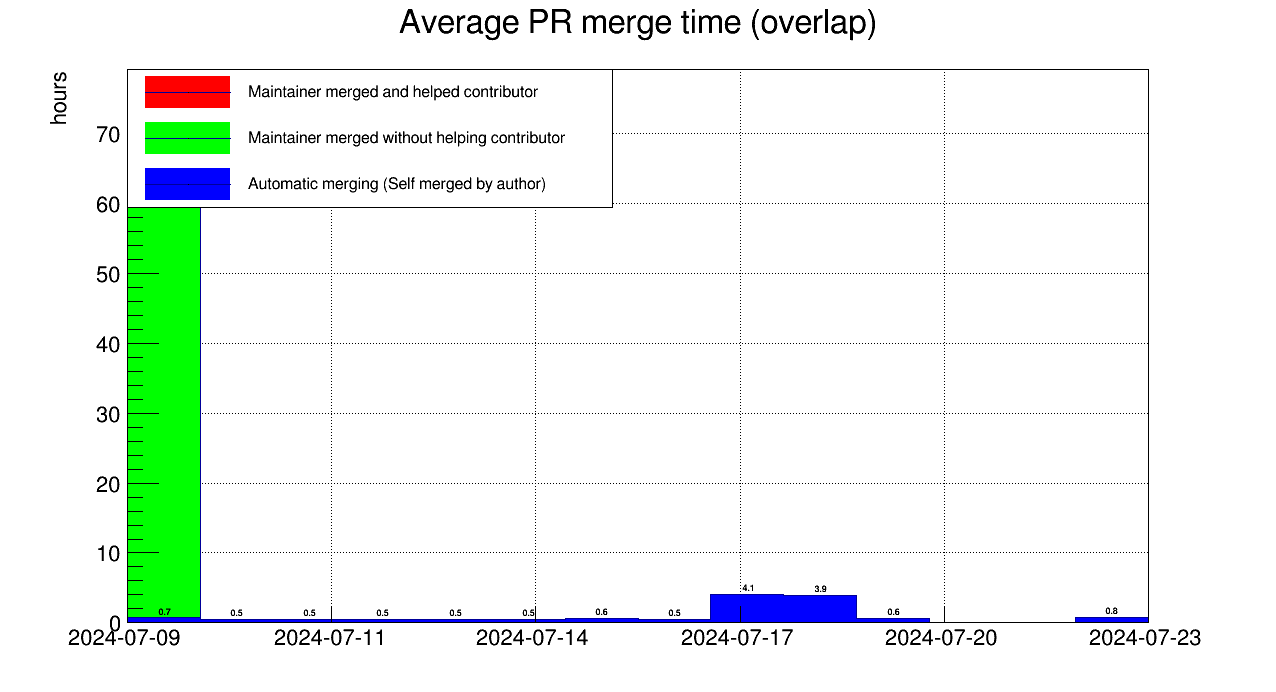 Average PR merge time (overlap)
hours
Maintainer merged and helped contributor
Maintainer merged without helping contributor
Automatic merging (Self merged by author)
70
60
50
40
30
20
10
0
0.7 0.5 0.5 0.5 0.5 0.5 0.6 0.5 4.1 3.9 0.6 0.8
2024-07-09 2024-07-11 2024-07-14 2024-07-17 2024-07-20 2024-07-23